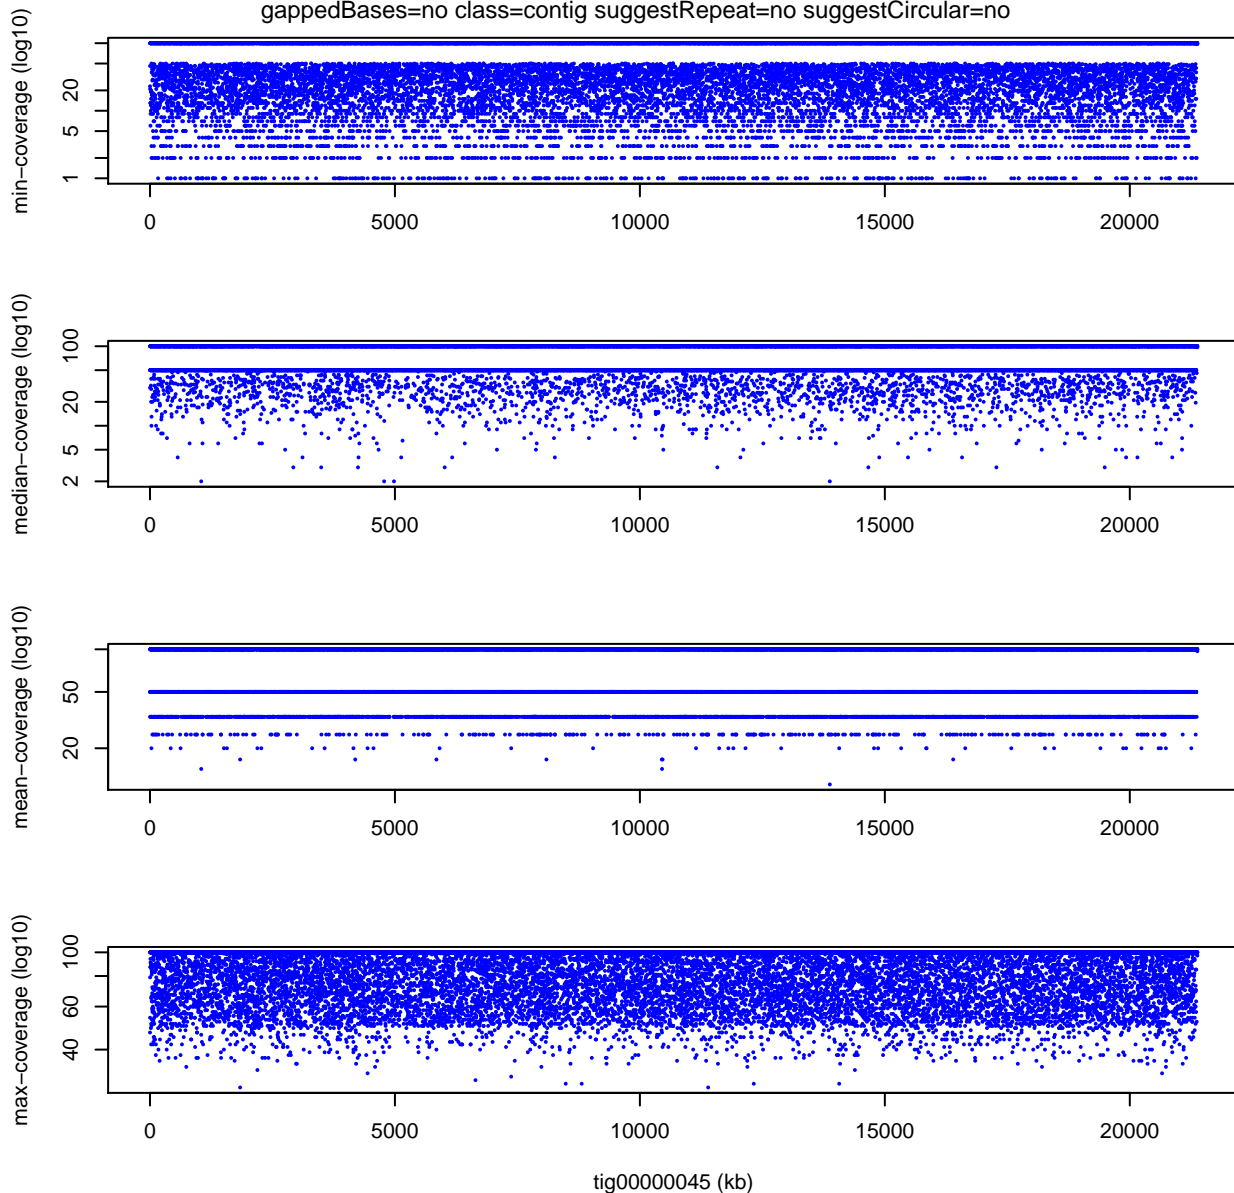 gappedBases=no class=contig suggestRepeat=no suggestCircular=no
min−coverage (log10)
20
5
1
0 5000 10000 15000 20000
median−coverage (log10)
100
20
5
2
0 5000 10000 15000 20000
mean−coverage (log10)
50
20
0 5000 10000 15000 20000
max−coverage (log10)
100
60
40
0 5000 10000 15000 20000
tig00000045 (kb)